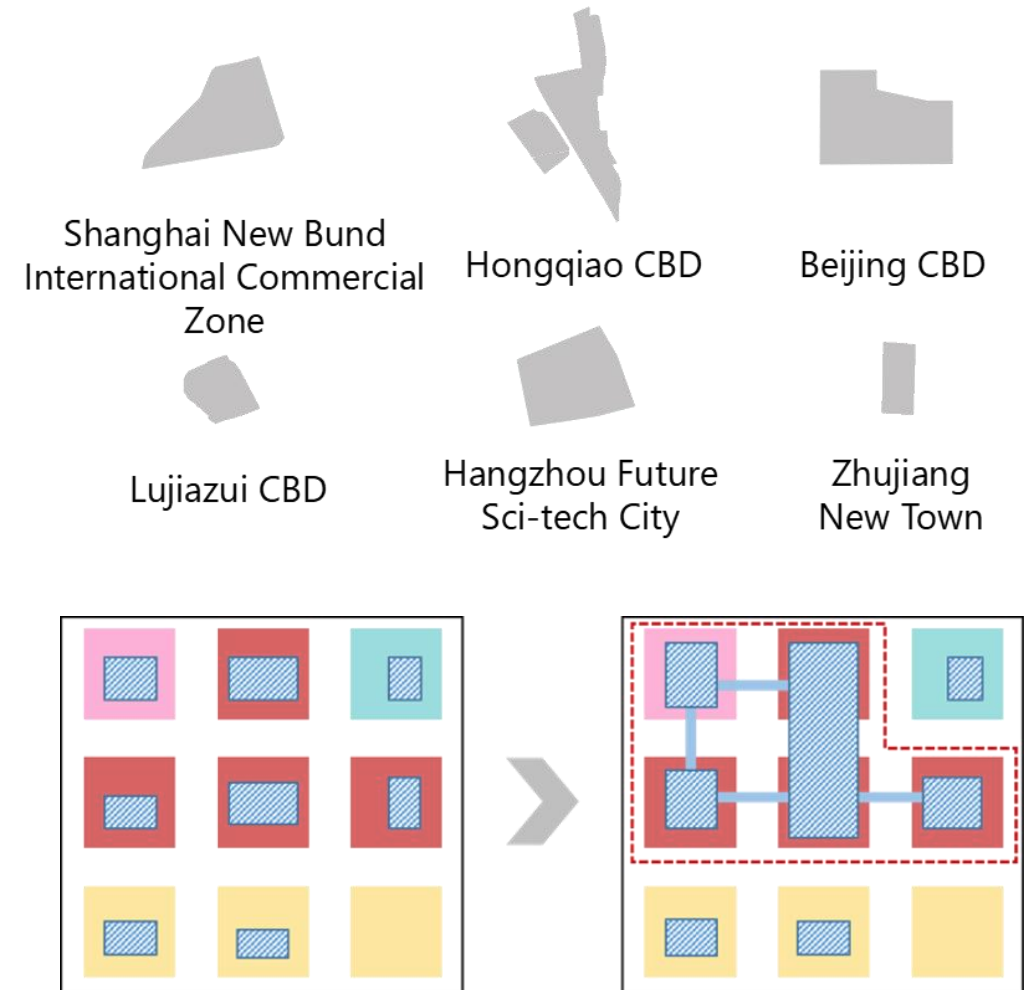 Shanghai New Bund
International Commercial
Zone
Hongqiao CBD
Beijing CBD
Lujiazui CBD
Hangzhou Future
Sci-tech City
Zhujiang
New Town